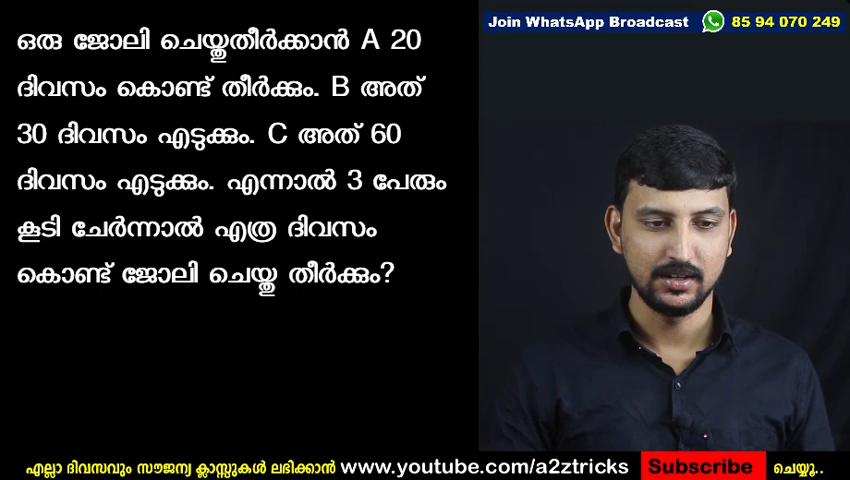 Join WhatsApp Broadcast 85 94 070 249
ഒരു ജോലി ചെയ്തുതീർക്കാൻ A 20
ദിവസം കൊണ്ട് തീർക്കും. B അത്
30 ദിവസം എടുക്കും. C അത് 60
ദിവസം എടുക്കും. എന്നാൽ 3 പേരും
കൂടി ചേർന്നാൽ എത്ര ദിവസം
കൊണ്ട് ജോലി ചെയ്തു തീർക്കും?
എല്ലാ ദിവസവും സൗജന്യ ക്ലാസ്സുകൾ ലഭിക്കാൻ www.youtube.com/a2ztricks Subscribe ചെയ്യൂ..